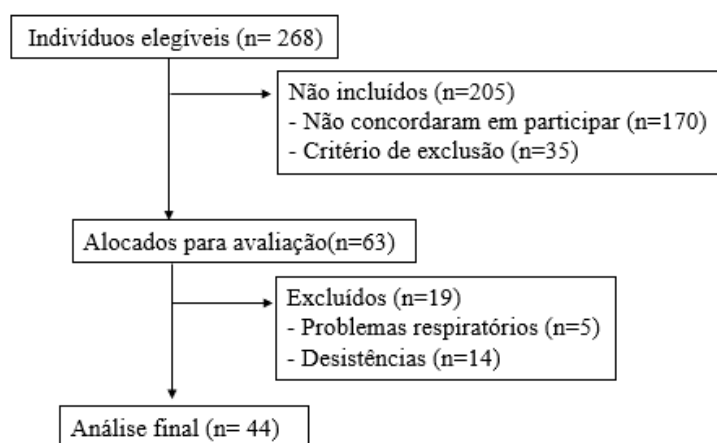 Indivíduos elegíveis (n= 268)
Não incluídos (n=205)
- Não concordaram em participar (n=170)
- Critério de exclusão (n=35)
Alocados para avaliação(n=63)
Excluídos (n=19)
- Problemas respiratórios (n=5)
- Desistências (n=14)
Análise final (n= 44)